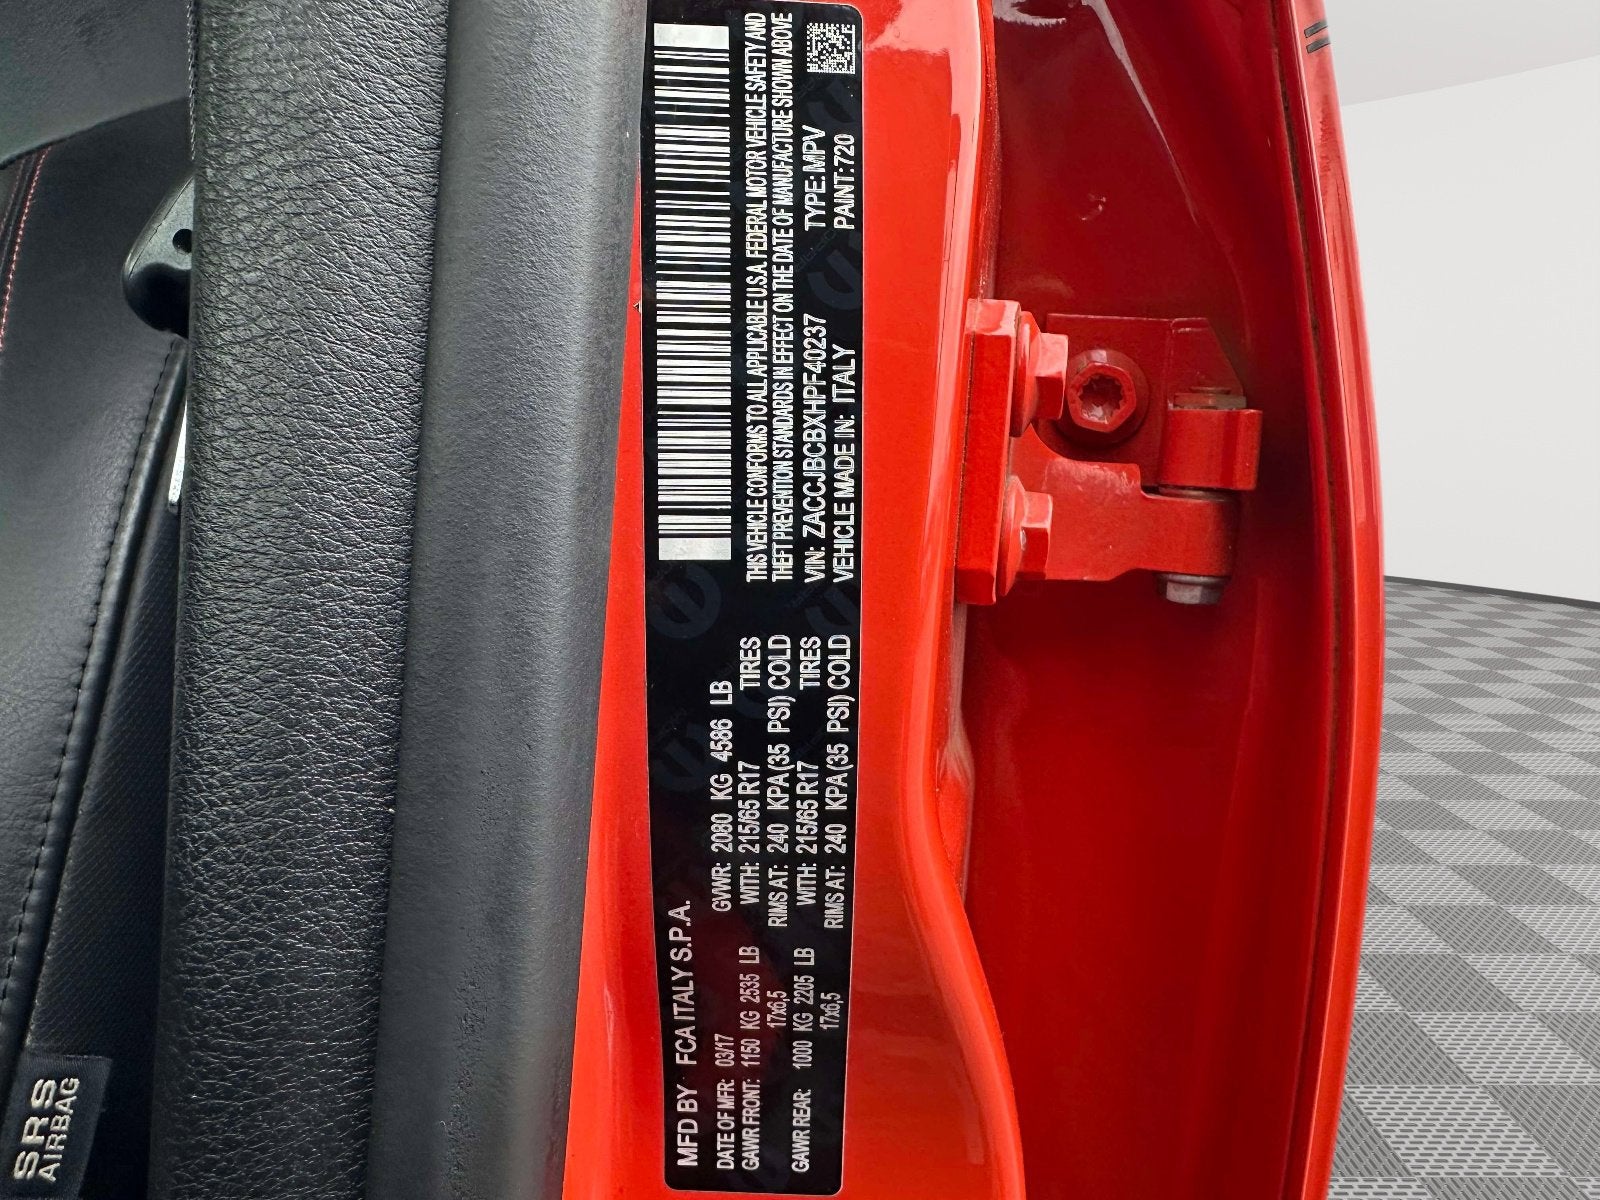 MFD BY FCA ITALY S.P.A.
DATE OF MFR: 03/17 GVWR: 2080 KG 4586 LB
GAWR FRONT: 1150 KG 2535 LB WITH: 215/65 R17 TIRES
17x6,5 RIMS AT: 240 KPA(35 PSI) COLD
GAWR REAR: 1000 KG 2205 LB WITH: 215/65 R17 TIRES
17x6,5 RIMS AT: 240 KPA(35 PSI) COLD
THIS VEHICLE CONFORMS TO ALL APPLICABLE U.S.A. FEDERAL MOTOR VEHICLE SAFETY AND
THEFT PREVENTION STANDARDS IN EFFECT ON THE DATE OF MANUFACTURE SHOWN ABOVE
VIN: ZACCJBCBXHPF40237 TYPE: MPV
VEHICLE MADE IN: ITALY PAINT: 720
SRS
AIRBAG